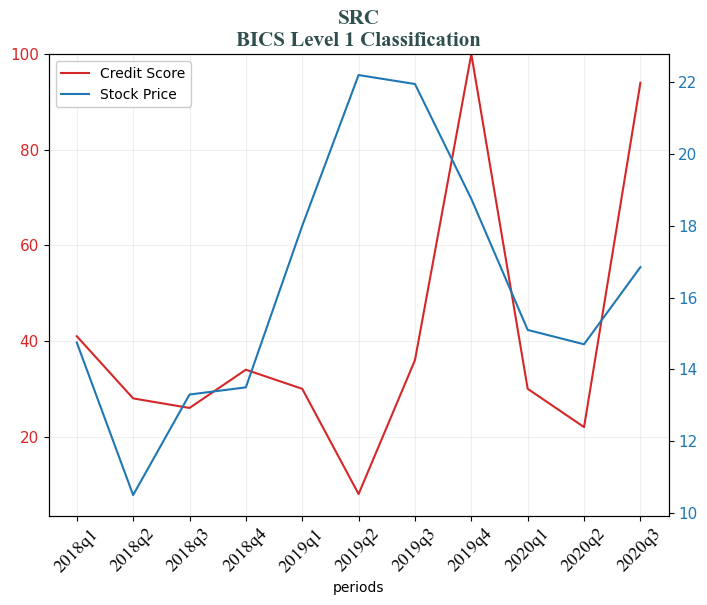 SRC
BICS Level 1 Classification
Credit Score
Stock Price
100
80
60
40
20
22
20
18
16
14
12
10
2018q1
2018q2
2018q3
2018q4
2019q1
2019q2
2019q3
2019q4
2020q1
2020q2
2020q3
periods